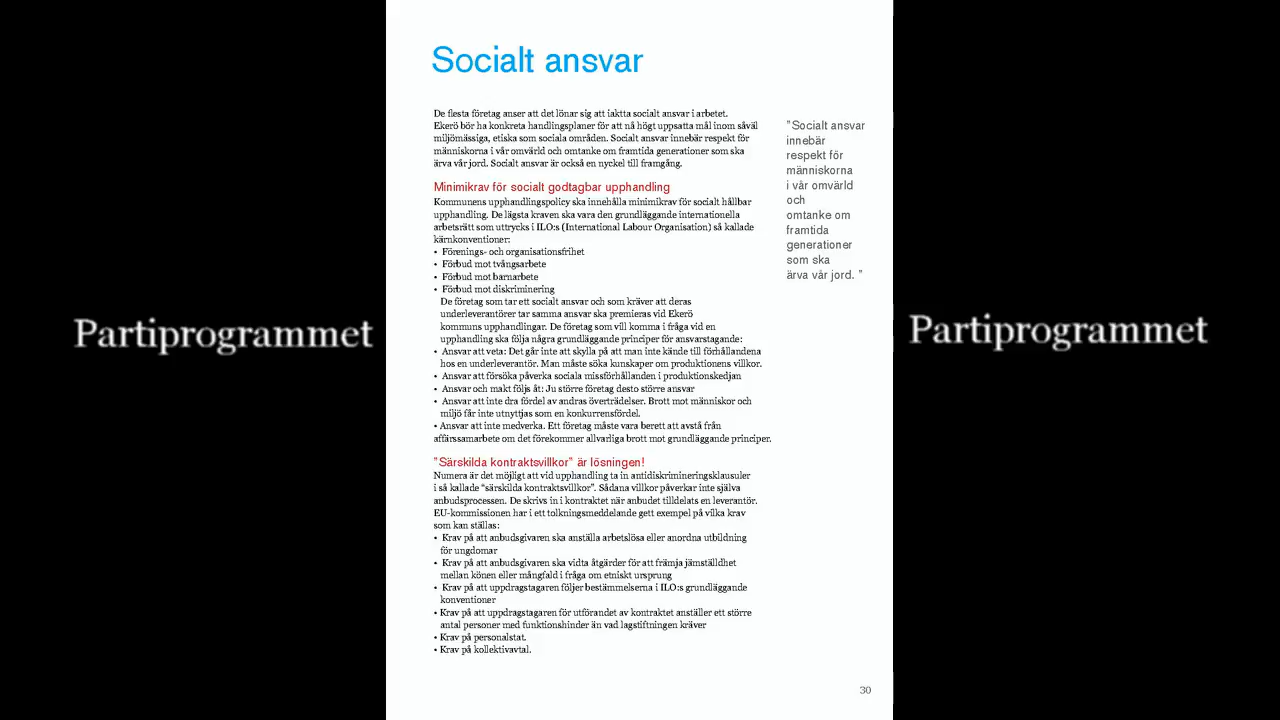 Socialt ansvar
De flesta företag anser att det lönar sig att iaktta socialt ansvar i arbetet.
Ekerö bör ha konkreta handlingsplaner för att nå högt uppsatta mål inom såväl
miljömässiga, etiska som sociala områden. Socialt ansvar innebär respekt för
människorna i vår omvärld och omtanke om framtida generationer som ska
ärva vår jord. Socialt ansvar är också en nyckel till framgång.
Minimikrav för socialt godtagbar upphandling
Kommunens upphandlingspolicy ska innehålla minimikrav för socialt hållbar
upphandling. De lägsta kraven ska vara den grundläggande internationella
arbetsrätt som uttrycks i ILO:s (International Labour Organisation) så kallade
kärnkonventioner:
• Förenings- och organisationsfrihet
• Förbud mot tvångsarbete
• Förbud mot barnarbete
• Förbud mot diskriminering
De företag som tar ett socialt ansvar och som kräver att deras
underleverantörer tar samma ansvar ska premieras vid Ekerö
kommuns upphandlingar. De företag som vill komma i fråga vid en
upphandling ska följa några grundläggande principer för ansvarstagande:
• Ansvar att veta: Det går inte att skylla på att man inte kände till förhållandena
hos en underleverantör. Man måste söka kunskaper om produktionens villkor.
• Ansvar att försöka påverka sociala missförhållanden i produktionskedjan
• Ansvar och makt följs åt: Ju större företag desto större ansvar
• Ansvar att inte dra fördel av andras överträdelser. Brott mot människor och
miljö får inte utnyttjas som en konkurrensfördel.
• Ansvar att inte medverka. Ett företag måste vara berett att avstå från
affärssamarbete om det förekommer allvarliga brott mot grundläggande principer.
"Särskilda kontraktsvillkor" är lösningen!
Numera är det möjligt att vid upphandling ta in antidiskrimineringsklausuler
i så kallade "särskilda kontraktsvillkor". Sådana villkor påverkar inte själva
anbudsprocessen. De skrivs in i kontraktet när anbudet tilldelats en leverantör.
EU-kommissionen har i ett tolkningsmeddelande gett exempel på vilka krav
som kan ställas:
• Krav på att anbudsgivaren ska anställa arbetslösa eller anordna utbildning
för ungdomar
• Krav på att anbudsgivaren ska vidta åtgärder för att främja jämställdhet
mellan könen eller mångfald i fråga om etniskt ursprung
• Krav på att uppdragstagaren följer bestämmelserna i ILO:s grundläggande
konventioner
• Krav på att uppdragstagaren för utförandet av kontraktet anställer ett större
antal personer med funktionshinder än vad lagstiftningen kräver
• Krav på personalstat.
• Krav på kollektivavtal.
"Socialt ansvar
innebär
respekt för
människorna
i vår omvärld
och
omtanke om
framtida
generationer
som ska
ärva vår jord. "
30
Partiprogrammet
Partiprogrammet